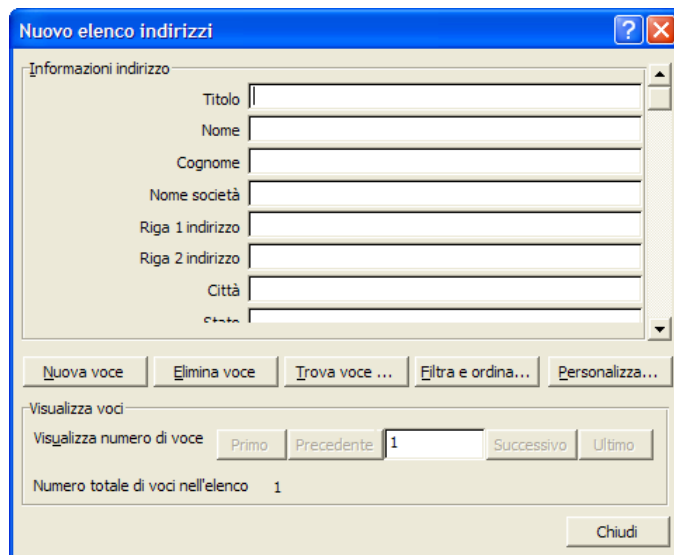 Nuovo elenco indirizzi
?
Informazioni indirizzo
Titolo
Nome
Cognome
Nome società
Riga 1 indirizzo
Riga 2 indirizzo
Città
Stato
Nuova voce Elimina voce Trova voce ... Filtra e ordina... Personalizza...
Visualizza voci
Visualizza numero di voce Primo Precedente 1 Successivo Ultimo
Numero totale di voci nell'elenco 1
Chiudi